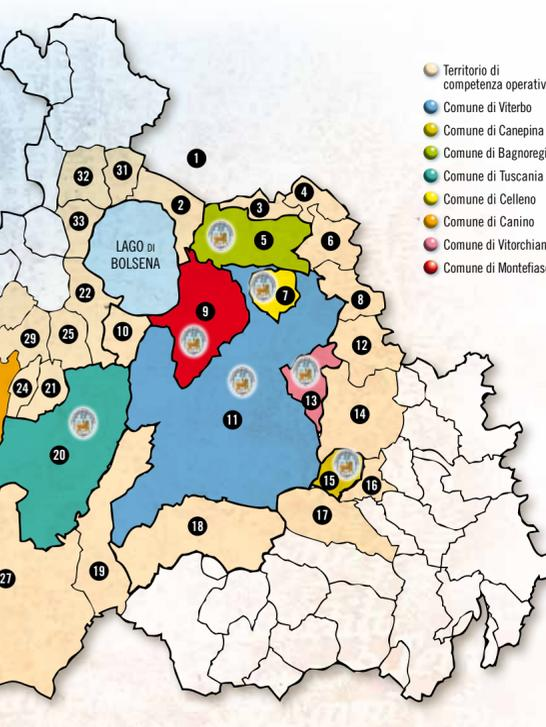 Territorio di
competenza operativ
Comune di Viterbo
Comune di Canepina
Comune di Bagnoregi
Comune di Tuscania
Comune di Celleno
Comune di Canino
Comune di Vitorchian
Comune di Montefias
1
32
31
2
4
3
33
5
6
LAGO DI
BOLSENA
22
7
8
9
29
25
10
12
24
21
13
11
14
20
15
16
17
18
27
19